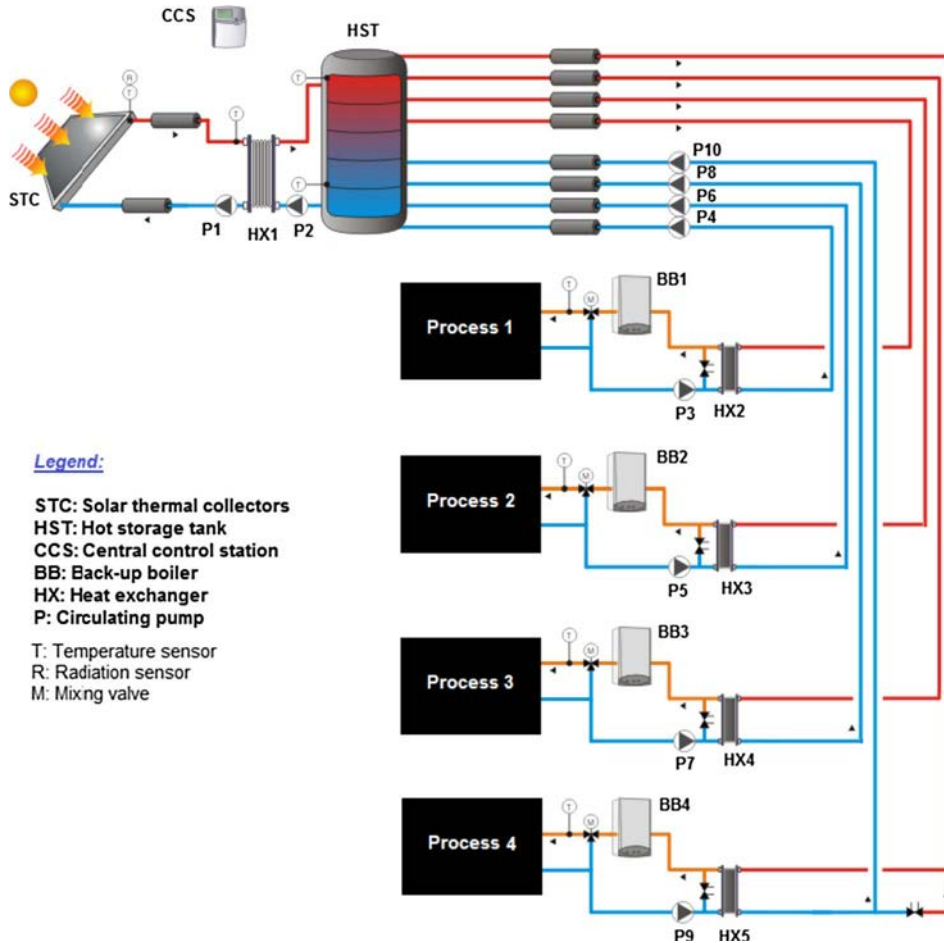 CCS
HST
R
T
T
T
T
STC
P1
HX1
P2
P10
P8
P6
P4
Process 1
T
M
BB1
P3
HX2
Process 2
T
M
BB2
P5
HX3
Process 3
T
M
BB3
P7
HX4
Process 4
T
M
BB4
P9
HX5
Legend:
STC: Solar thermal collectors
HST: Hot storage tank
CCS: Central control station
BB: Back-up boiler
HX: Heat exchanger
P: Circulating pump
T: Temperature sensor
R: Radiation sensor
M: Mixing valve